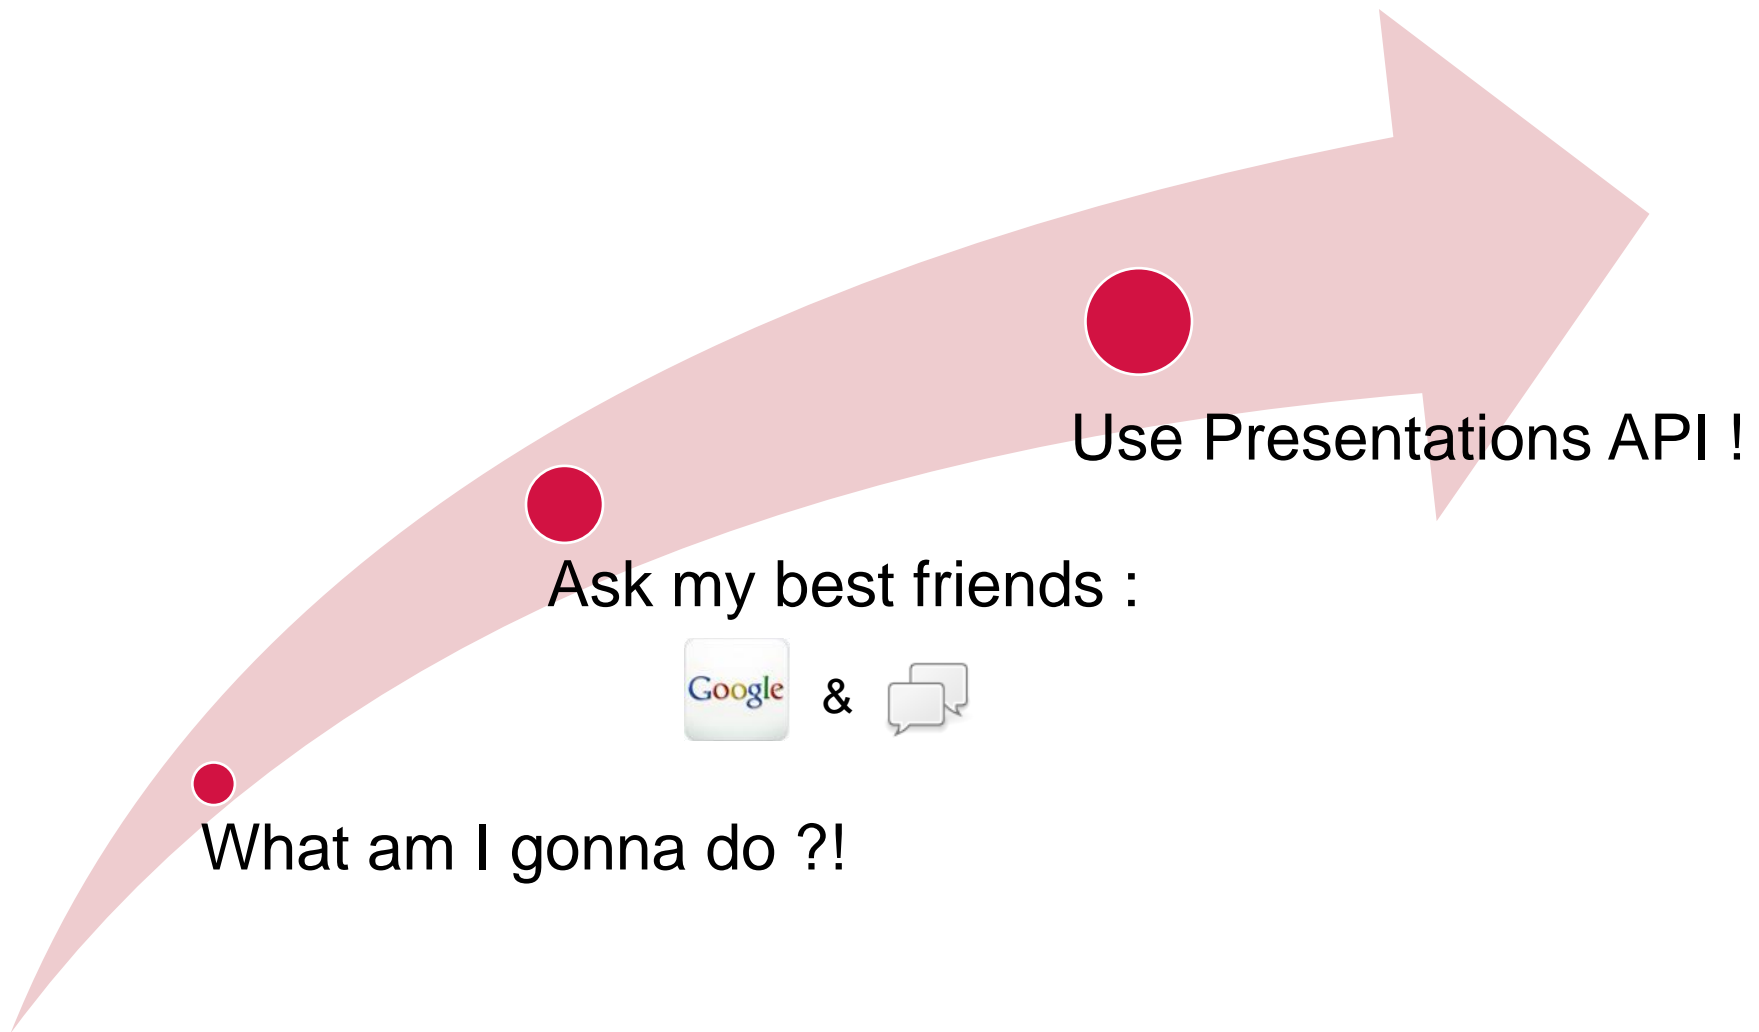 Use Presentations API !
Ask my best friends :
Google &
What am I gonna do ?!